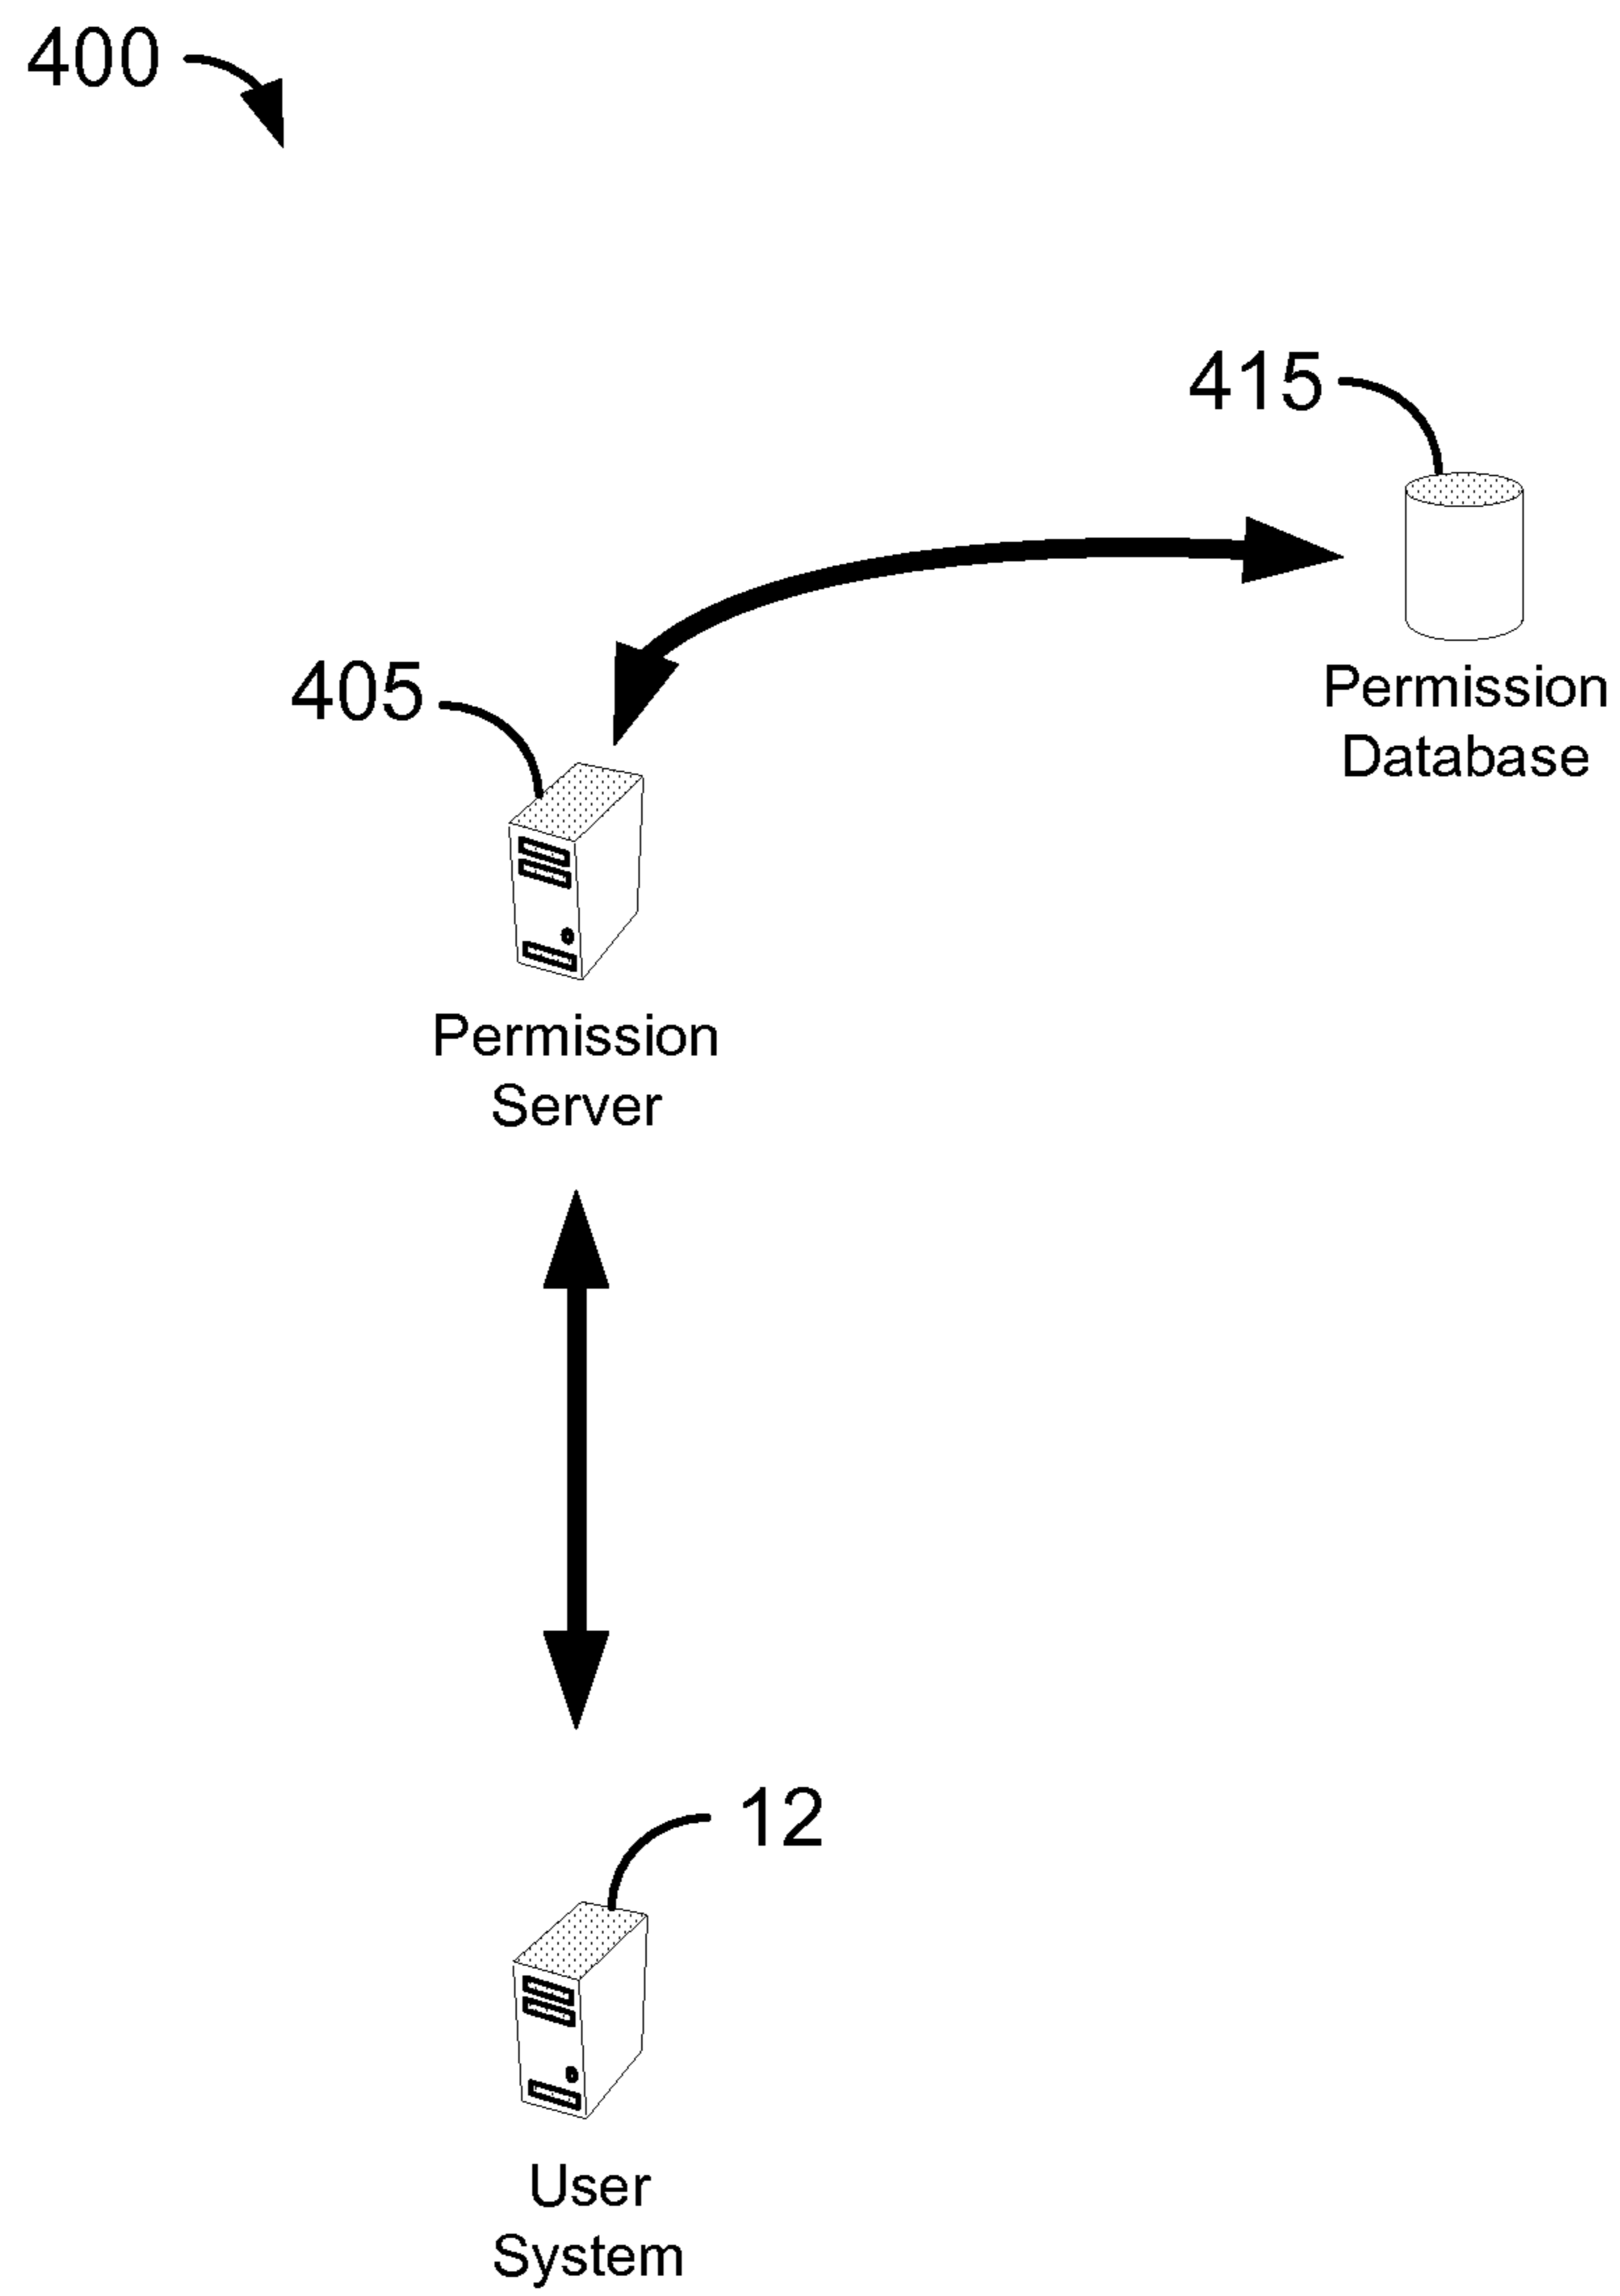 400
415
Permission
Database
405
Permission
Server
12
User
System